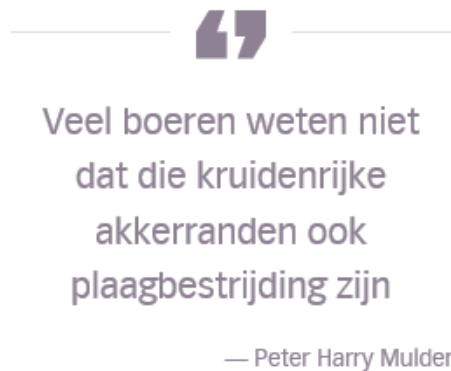 Veel boeren weten niet
dat die kruidenrijke
akkerranden ook
plaagbestrijding zijn
— Peter Harry Mulder